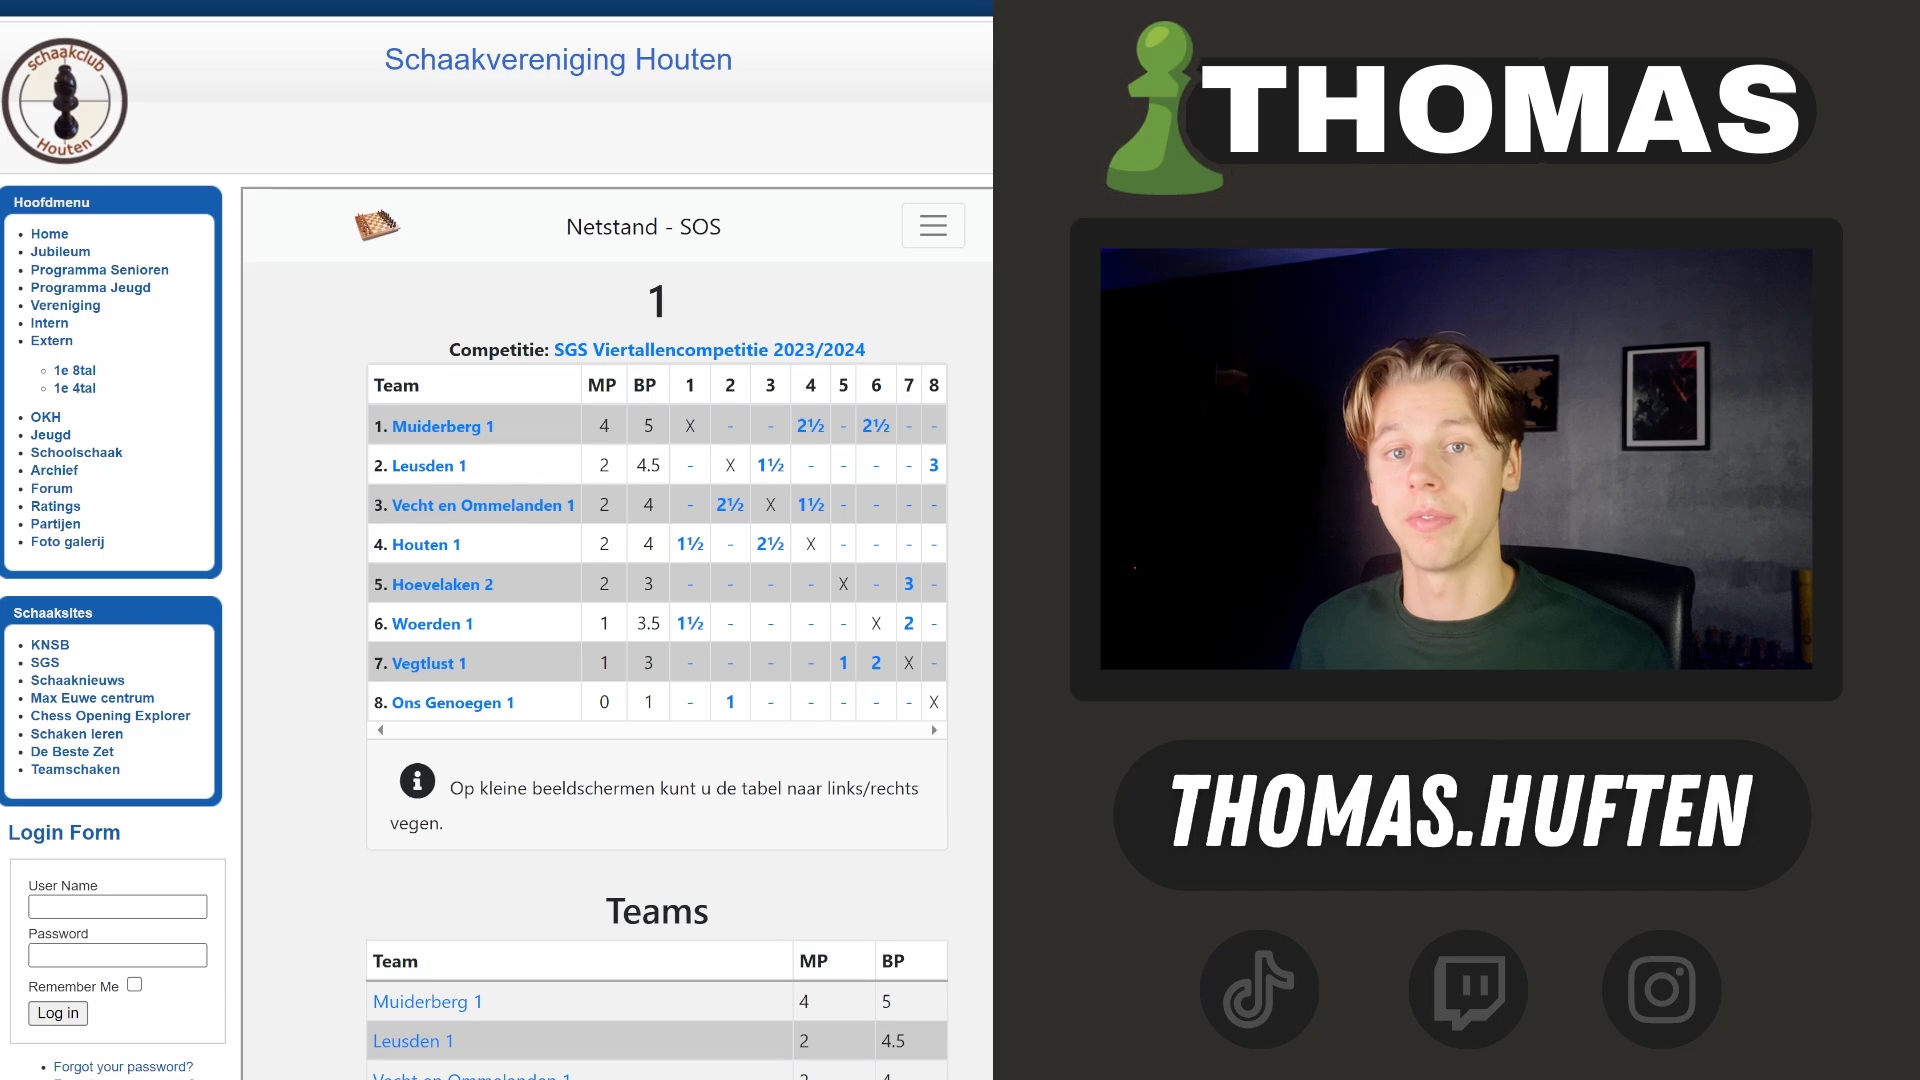 schaakclub
Houten
Schaakvereniging Houten
Hoofdmenu
Home
Jubileum
Programma Senioren
Programma Jeugd
Vereniging
Intern
Extern
1e 8tal
1e 4tal
OKH
Jeugd
Schoolschaak
Archief
Forum
Ratings
Partijen
Foto galerij
Schaaksites
KNSB
SGS
Schaaknieuws
Max Euwe centrum
Chess Opening Explorer
Schaken leren
De Beste Zet
Teamschaken
Login Form
User Name
Password
Remember Me
Log in
Forgot your password?
Netstand - SOS
1
Competitie: SGS Viertallencompetitie 2023/2024
Team MP BP 1 2 3 4 5 6 7 8
1. Muiderberg 1 4 5 X - - 2½ - 2½ - -
2. Leusden 1 2 4.5 - X 1½ - - - - 3
3. Vecht en Ommelanden 1 2 4 - 2½ X 1½ - - - -
4. Houten 1 2 4 1½ - 2½ X - - - -
5. Hoevelaken 2 2 3 - - - - X - 3 -
6. Woerden 1 1 3.5 1½ - - - - X 2 -
7. Vegtlust 1 1 3 - - - - 1 2 X -
8. Ons Genoegen 1 0 1 - 1 - - - - - X
Op kleine beeldschermen kunt u de tabel naar links/rechts
vegen.
Teams
Team MP BP
Muiderberg 1 4 5
Leusden 1 2 4.5
Vecht en Ommelanden 1 2 4
THOMAS
THOMAS.HUFTEN